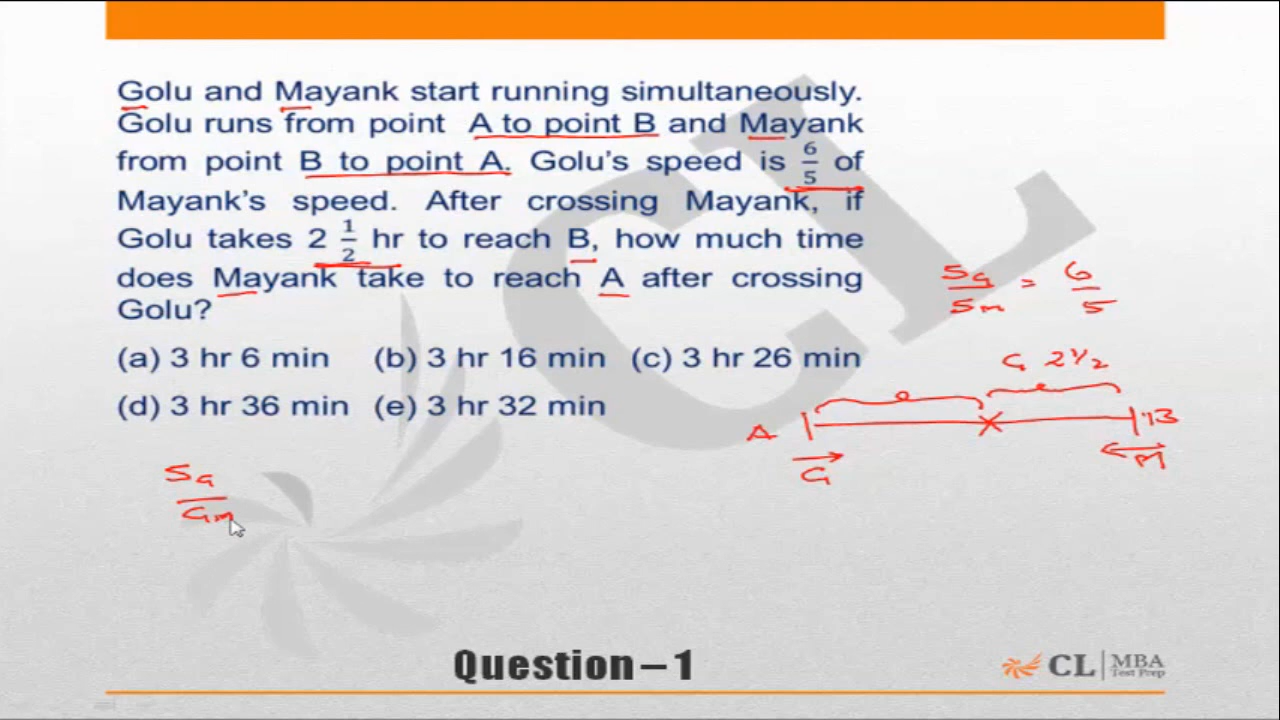 Golu and Mayank start running simultaneously.
Golu runs from point A to point B and Mayank
from point B to point A. Golu's speed is 6/5 of
Mayank's speed. After crossing Mayank, if
Golu takes 2 1/2 hr to reach B, how much time
does Mayank take to reach A after crossing
Golu?
(a) 3 hr 6 min (b) 3 hr 16 min (c) 3 hr 26 min
(d) 3 hr 36 min (e) 3 hr 32 min
CL
SG/Sm = 6/5
G 2 1/2
A B
G M
SG/Gm
Question – 1
CL MBA
Test Prep